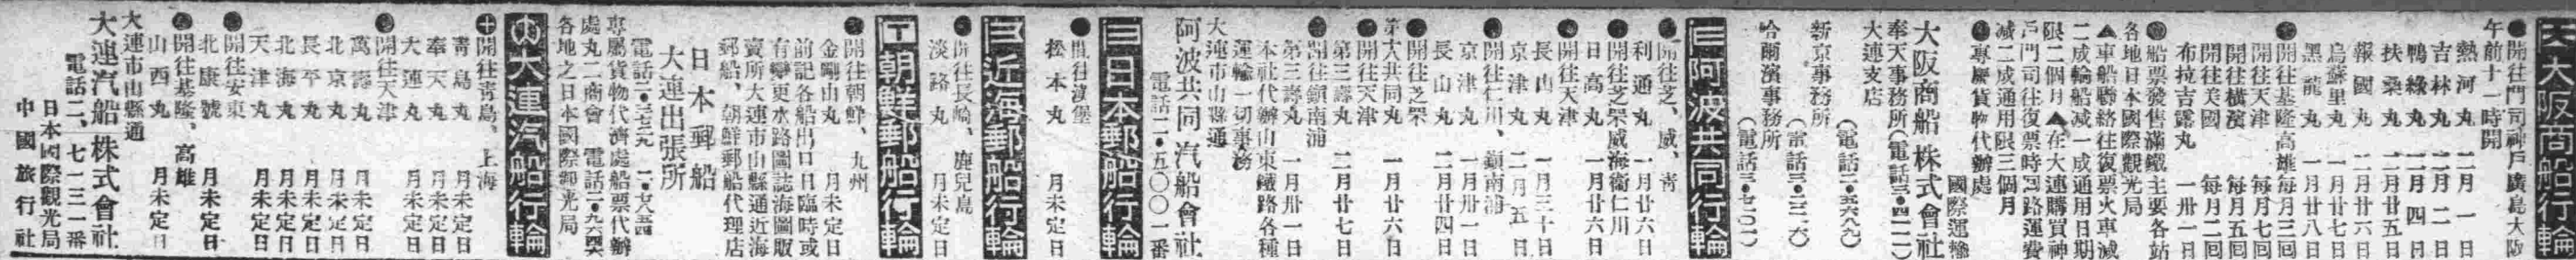 大阪商船行輪
●開往門司神戶廣島大阪
午前十一時開
熱河丸 二月一日
吉林丸 二月二日
鴨綠丸 二月四日
扶桑丸 二月廿五日
報國丸 二月廿六日
烏蘇里丸 一月廿七日
黑龍丸 一月廿八日
●開往基隆高雄每月三回
開往天津 每月七回
開往橫濱 每月五回
開往美國 每月二回
布拉吉露丸 一卅一日
船票發售滿鐵主要各站
各地日本國際觀光局
▲車船聯絡往復票火車減
二成輪船減一成通用日期
限二個月▲在大連購買神
戶門司往復票時回路運費
減二成通用限三個月
專屬貨物代辦處
國際運輸
大阪商船株式會社
奉天事務所
大連支店
新京事務所
哈爾濱事務所
阿波共同行輪
●開往芝、威、靑
利通丸 一月廿六日
●開往芝罘威海衞仁川
日高丸 一月廿六日
●開往天津
長山丸 一月三十日
京津丸 二月五日
●開往仁川、鎭南浦
京津丸 一月卅一日
長山丸 二月廿四日
●開往芝罘
第六共同丸 一月廿六日
●開往天津
第三壽丸 二月廿七日
●開往鎭南浦
第三壽丸 一月卅一日
本社代辦山東鐵路各種
運輸一切事務
大連市山縣通
阿波共同汽船會社
電話二・五〇〇一番
日本郵船行輪
●開往漢堡
松本丸 月未定日
近海郵船行輪
●開往長崎、鹿兒島
淡路丸 月未定日
朝鮮郵船行輪
●開往朝鮮、九州
金剛山丸 月未定日
前記各船出口日臨時或
有變更水路圖誌海圖販
賣所大連市山縣通近海
郵船、朝鮮郵船代理店
日本郵船
大連出張所
專屬貨物代濟處船票代辦
處丸二商會
各地之日本國際觀光局
大連汽船行輪
開往靑島、上海
靑島丸 月未定日
奉天丸 月未定日
大連丸 月未定日
●開往天津
萬壽丸 月未定日
北京丸 月未定日
長平丸 月未定日
北海丸 月未定日
天津丸 月未定日
●開往安東
北康號 月未定日
●開往基隆、高雄
山西丸 月未定日
大連市山縣通
大連汽船株式會社
電話二、七一三一番
日本國際觀光局
中國旅行社